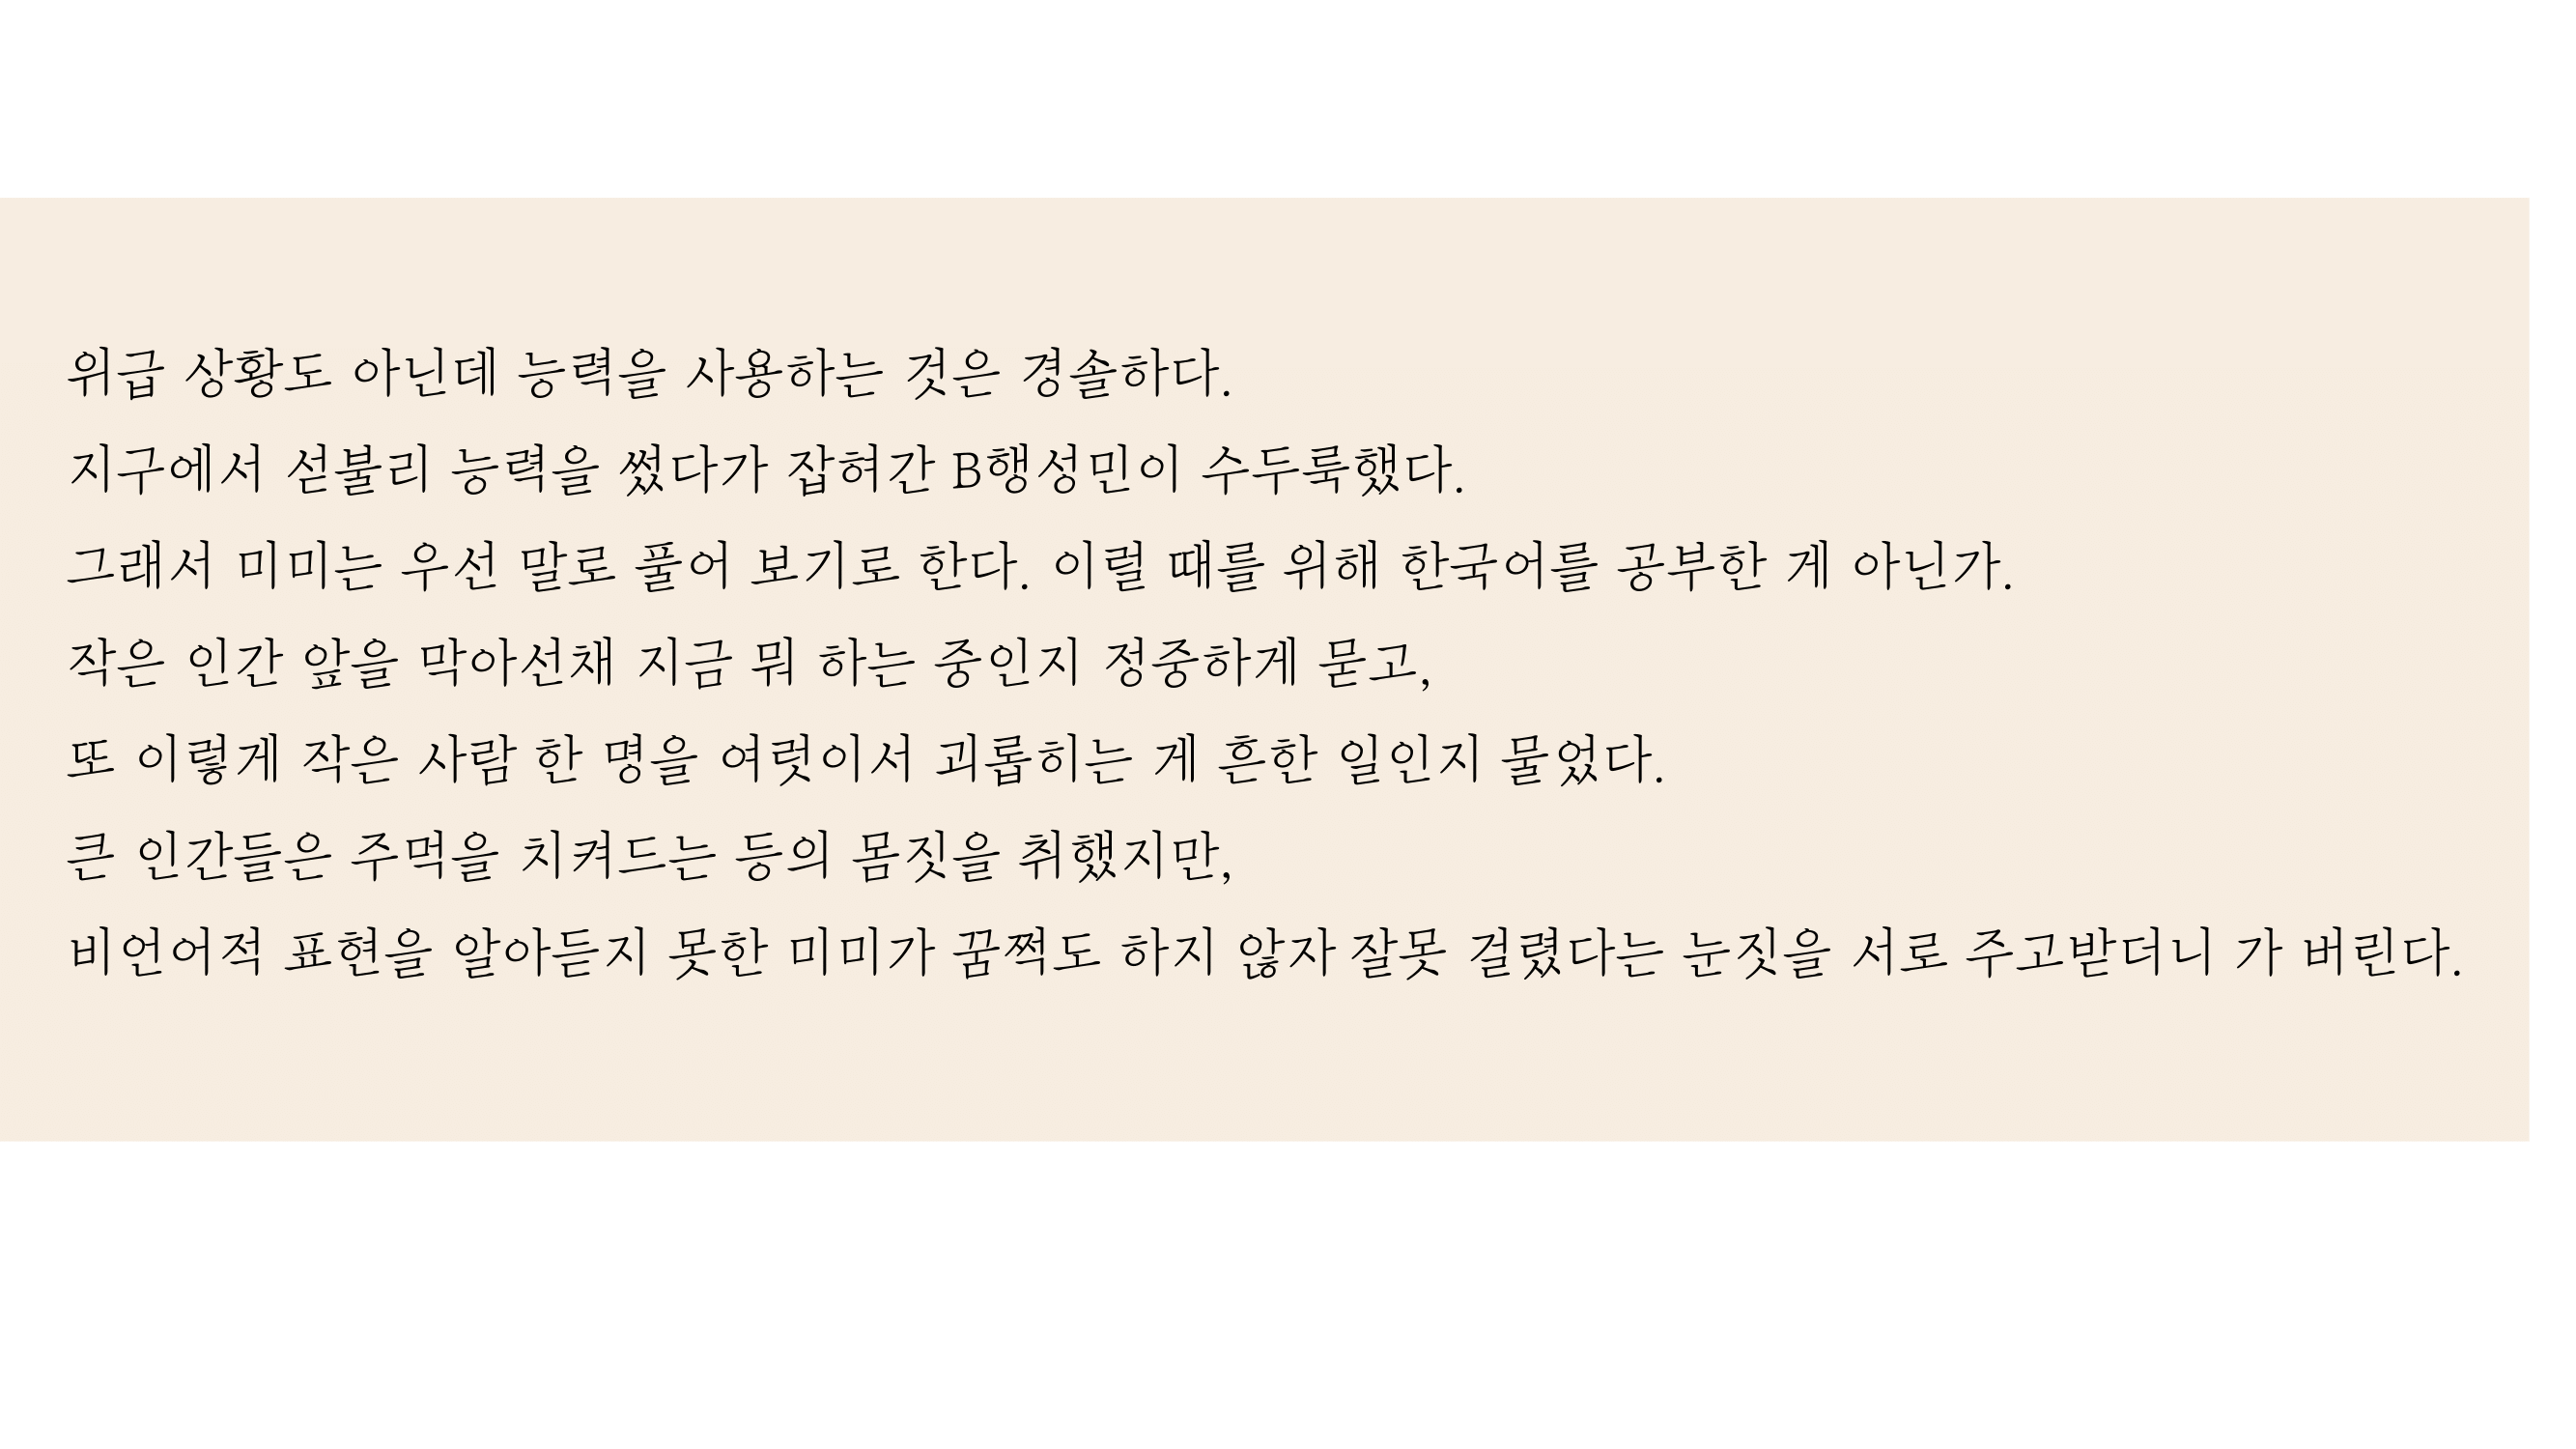 위급 상황도 아닌데 능력을 사용하는 것은 경솔하다.
지구에서 섣불리 능력을 썼다가 잡혀간 B행성민이 수두룩했다.
그래서 미미는 우선 말로 풀어 보기로 한다. 이럴 때를 위해 한국어를 공부한 게 아닌가.
작은 인간 앞을 막아선채 지금 뭐 하는 중인지 정중하게 묻고,
또 이렇게 작은 사람 한 명을 여럿이서 괴롭히는 게 흔한 일인지 물었다.
큰 인간들은 주먹을 치켜드는 등의 몸짓을 취했지만,
비언어적 표현을 알아듣지 못한 미미가 꿈쩍도 하지 않자 잘못 걸렸다는 눈짓을 서로 주고받더니 가 버린다.